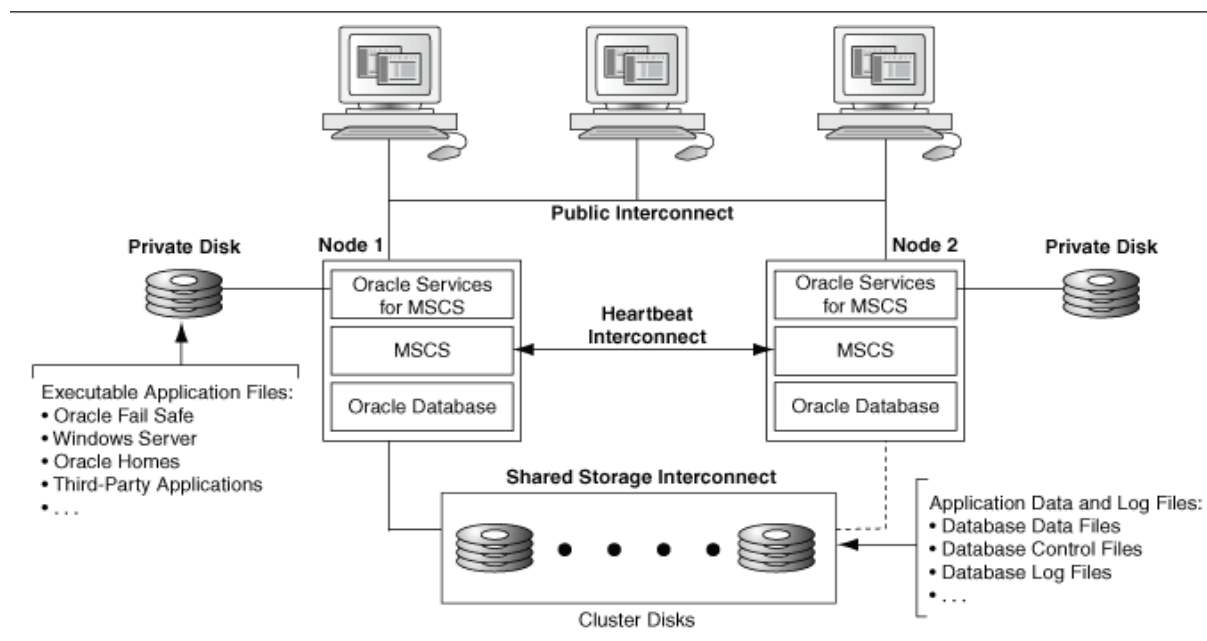 Public Interconnect
Private Disk
Node 1
Node 2
Private Disk
Oracle Services
for MSCS
MSCS
Oracle Database
Heartbeat
Interconnect
Oracle Services
for MSCS
MSCS
Oracle Database
Executable Application Files:
• Oracle Fail Safe
• Windows Server
• Oracle Homes
• Third-Party Applications
• . . .
Shared Storage Interconnect
Cluster Disks
Application Data and Log Files:
• Database Data Files
• Database Control Files
• Database Log Files
• . . .